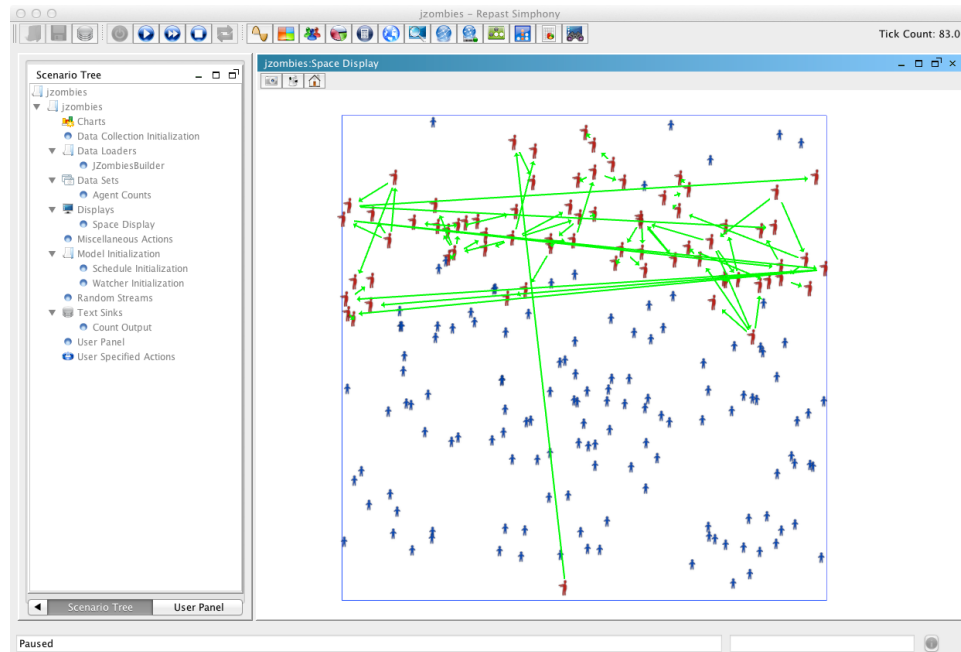 jzombies – Repast Simphony
Tick Count: 83.0
Scenario Tree
jzombies
jzombies
Charts
Data Collection Initialization
Data Loaders
JZombiesBuilder
Data Sets
Agent Counts
Displays
Space Display
Miscellaneous Actions
Model Initialization
Schedule Initialization
Watcher Initialization
Random Streams
Text Sinks
Count Output
User Panel
User Specified Actions
Scenario Tree
User Panel
jzombies:Space Display
Paused